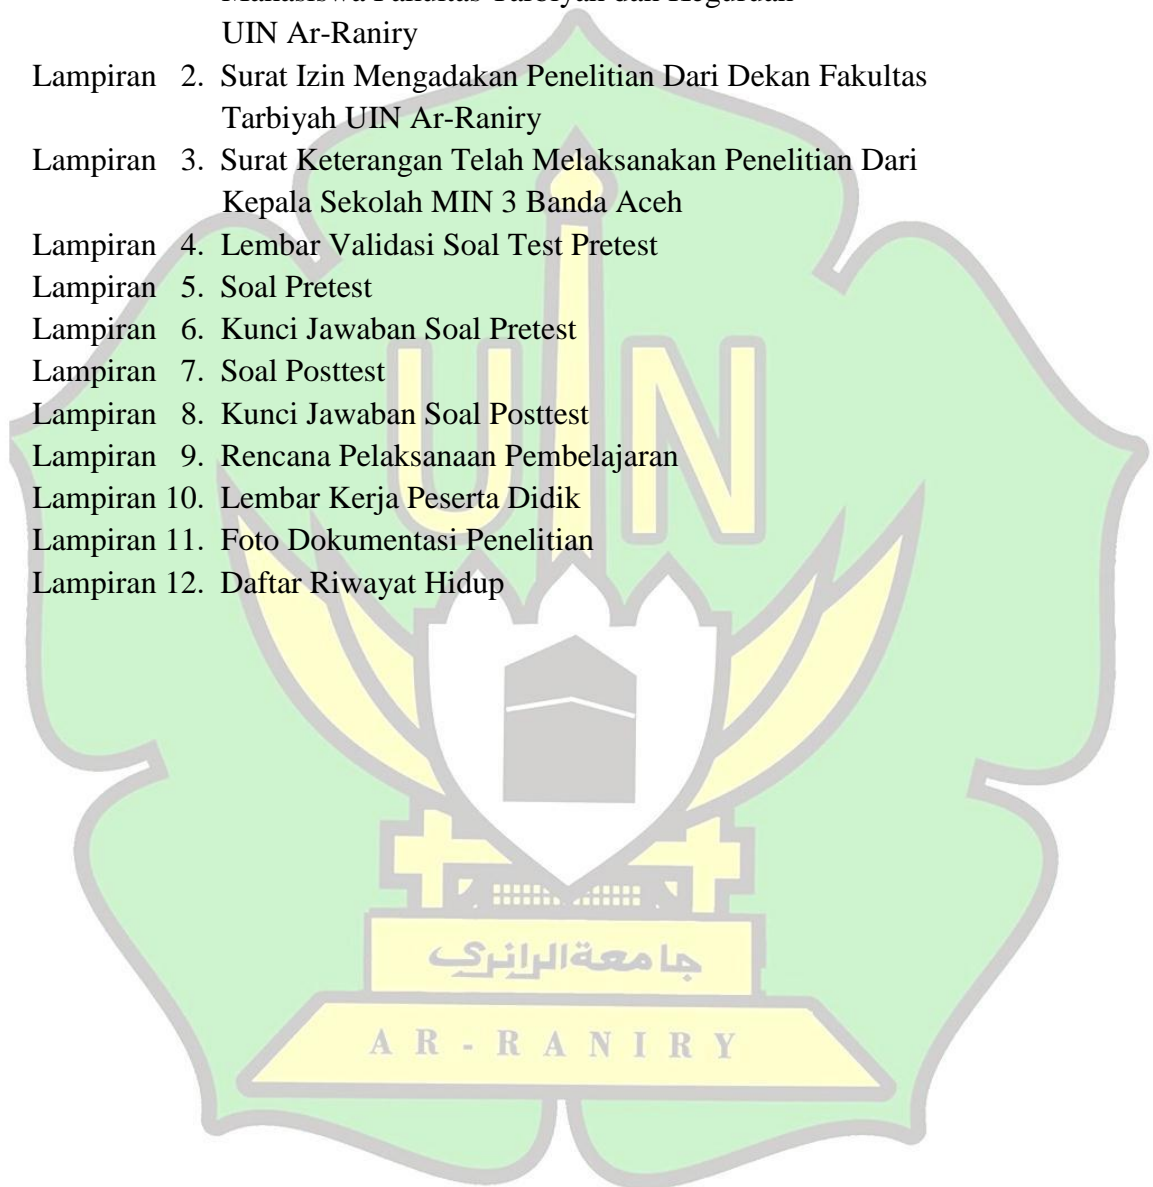 Mahasiswa Fakultas Tarbiyah dan Keguruan
UIN Ar-Raniry
Lampiran 2. Surat Izin Mengadakan Penelitian Dari Dekan Fakultas
Tarbiyah UIN Ar-Raniry
Lampiran 3. Surat Keterangan Telah Melaksanakan Penelitian Dari
Kepala Sekolah MIN 3 Banda Aceh
Lampiran 4. Lembar Validasi Soal Test Pretest
Lampiran 5. Soal Pretest
Lampiran 6. Kunci Jawaban Soal Pretest
Lampiran 7. Soal Posttest
Lampiran 8. Kunci Jawaban Soal Posttest
Lampiran 9. Rencana Pelaksanaan Pembelajaran
Lampiran 10. Lembar Kerja Peserta Didik
Lampiran 11. Foto Dokumentasi Penelitian
Lampiran 12. Daftar Riwayat Hidup
UIN
جامعةالرانري
AR-RANIRY